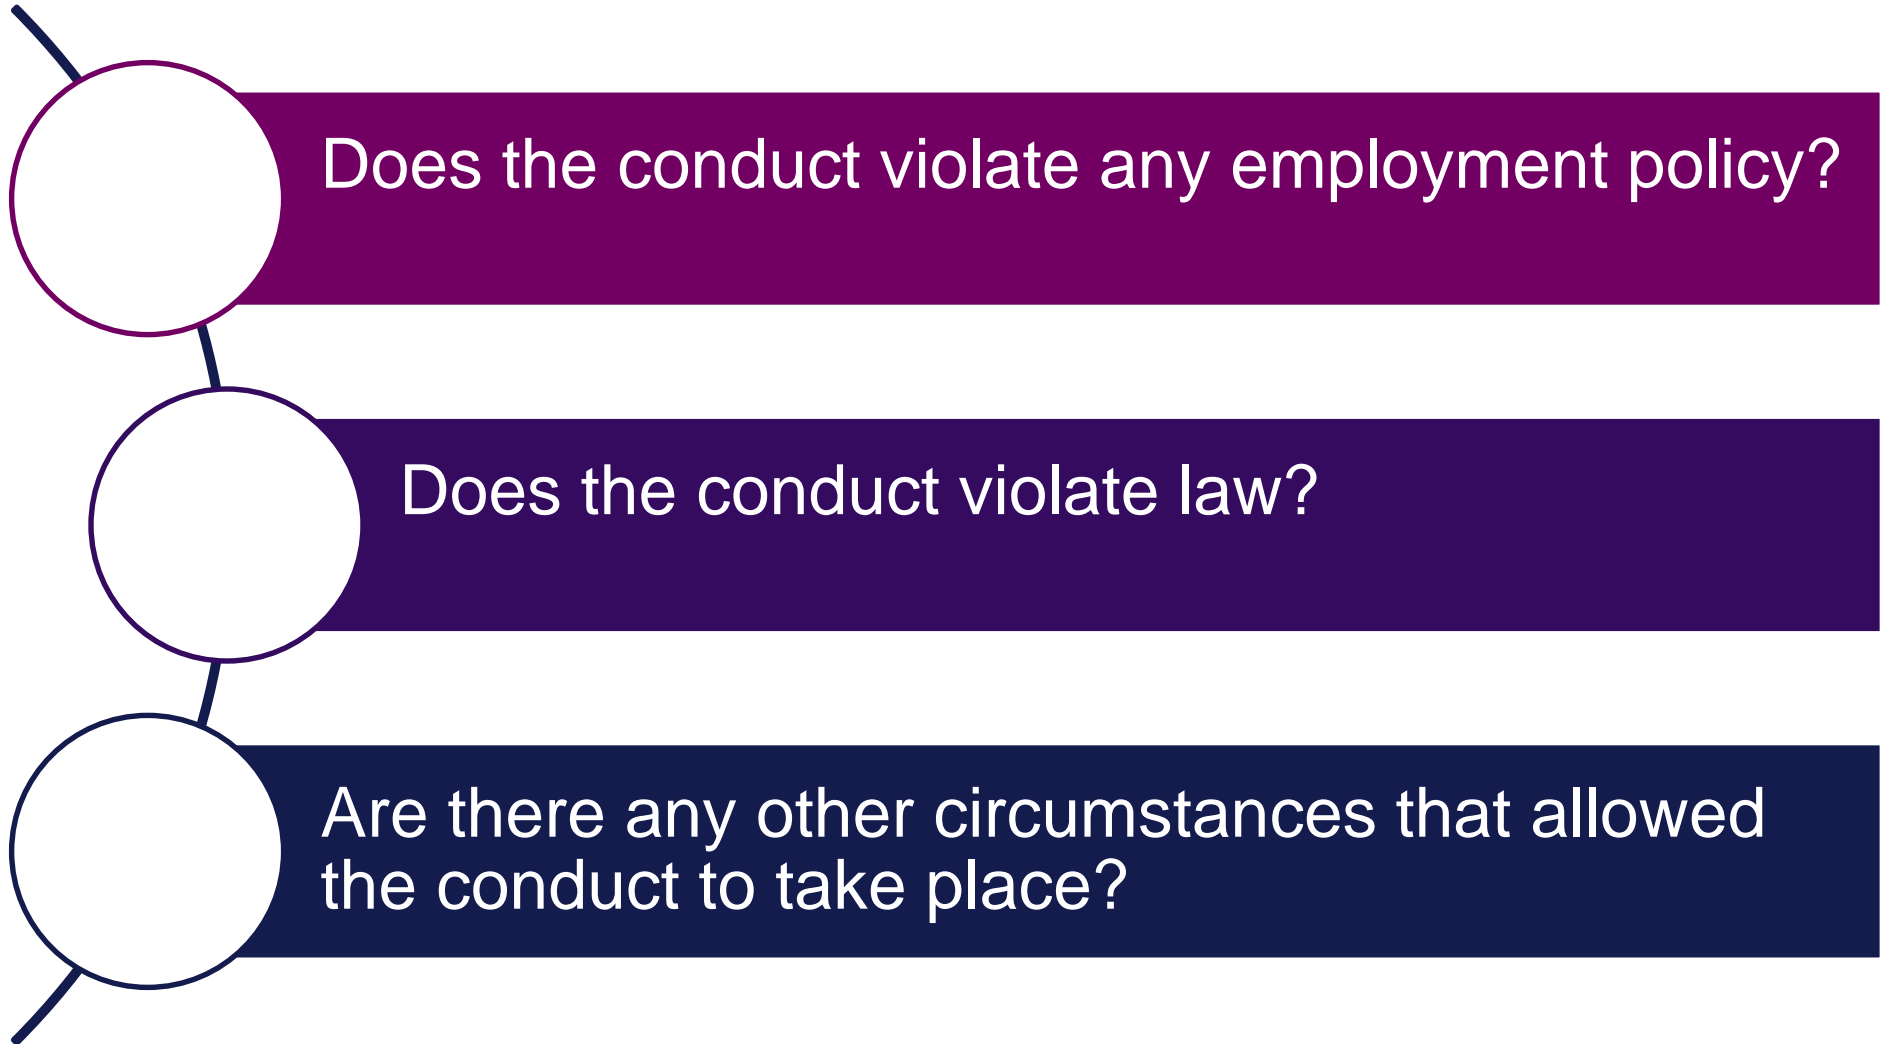 Does the conduct violate any employment policy?
Does the conduct violate law?
Are there any other circumstances that allowed
the conduct to take place?